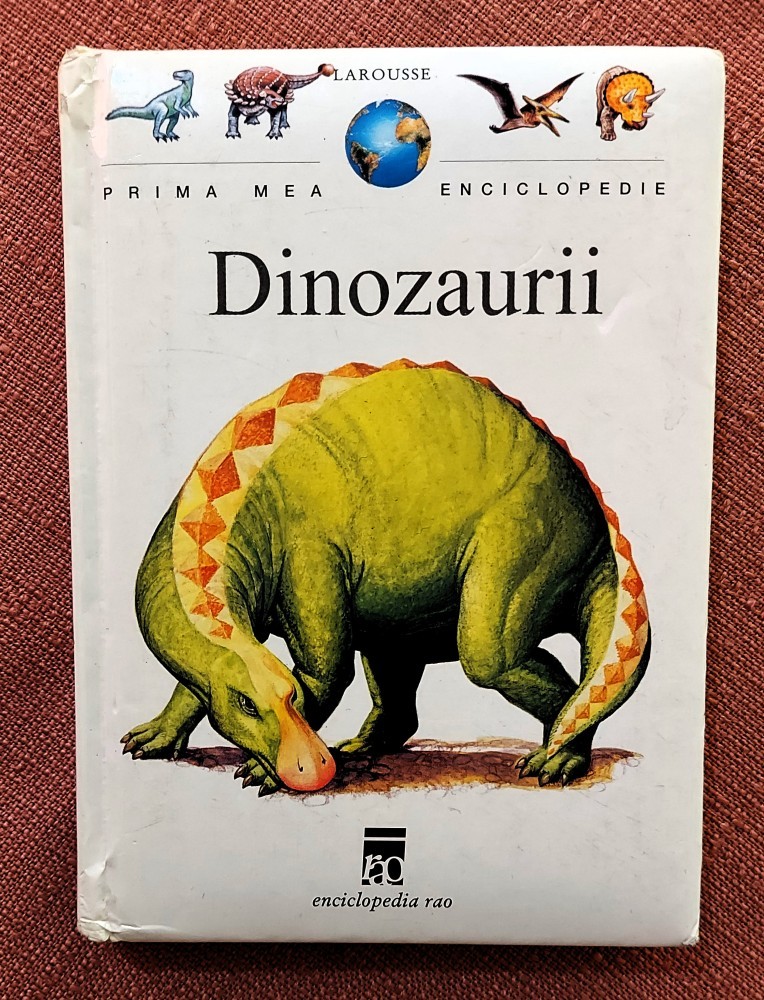 LAROUSSE
PRIMA MEA ENCICLOPEDIE
Dinozaurii
rao
enciclopedia rao